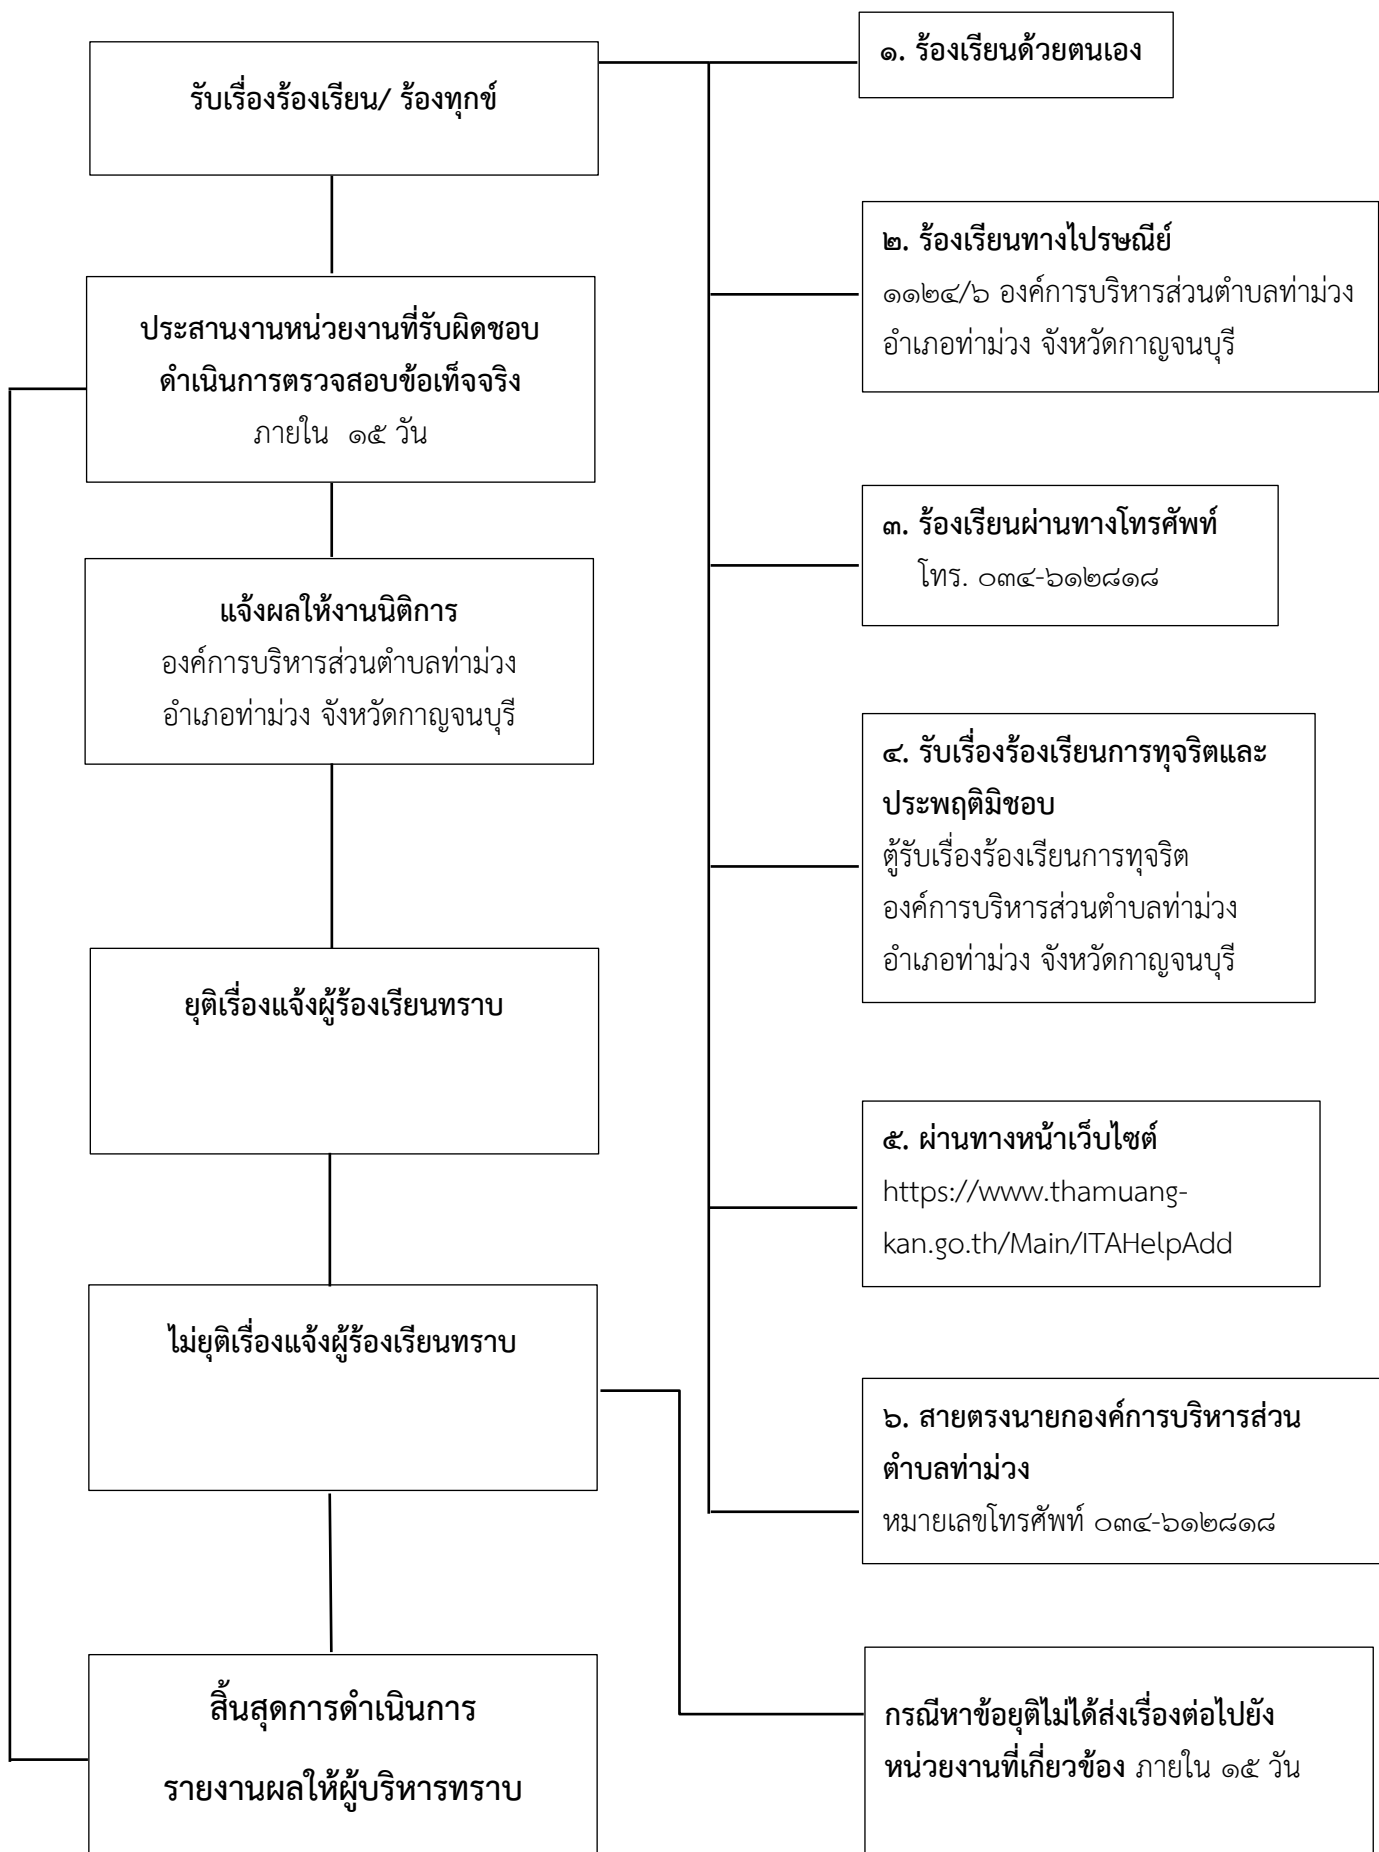 รับเรื่องร้องเรียน/ ร้องทุกข์
ประสานงานหน่วยงานที่รับผิดชอบ
ดำเนินการตรวจสอบข้อเท็จจริง
ภายใน ๑๕ วัน
แจ้งผลให้งานนิติการ
องค์การบริหารส่วนตำบลท่าม่วง
อำเภอท่าม่วง จังหวัดกาญจนบุรี
ยุติเรื่องแจ้งผู้ร้องเรียนทราบ
ไม่ยุติเรื่องแจ้งผู้ร้องเรียนทราบ
สิ้นสุดการดำเนินการ
รายงานผลให้ผู้บริหารทราบ
๑. ร้องเรียนด้วยตนเอง
๒. ร้องเรียนทางไปรษณีย์
๑๑๒๔/๖ องค์การบริหารส่วนตำบลท่าม่วง
อำเภอท่าม่วง จังหวัดกาญจนบุรี
๓. ร้องเรียนผ่านทางโทรศัพท์
โทร. ๐๓๔-๖๑๒๘๑๘
๔. รับเรื่องร้องเรียนการทุจริตและ
ประพฤติมิชอบ
ตู้รับเรื่องร้องเรียนการทุจริต
องค์การบริหารส่วนตำบลท่าม่วง
อำเภอท่าม่วง จังหวัดกาญจนบุรี
๕. ผ่านทางหน้าเว็บไซต์
https://www.thamuang-
kan.go.th/Main/ITAHelpAdd
๖. สายตรงนายกองค์การบริหารส่วน
ตำบลท่าม่วง
หมายเลขโทรศัพท์ ๐๓๔-๖๑๒๘๑๘
กรณีหาข้อยุติไม่ได้ส่งเรื่องต่อไปยัง
หน่วยงานที่เกี่ยวข้อง ภายใน ๑๕ วัน